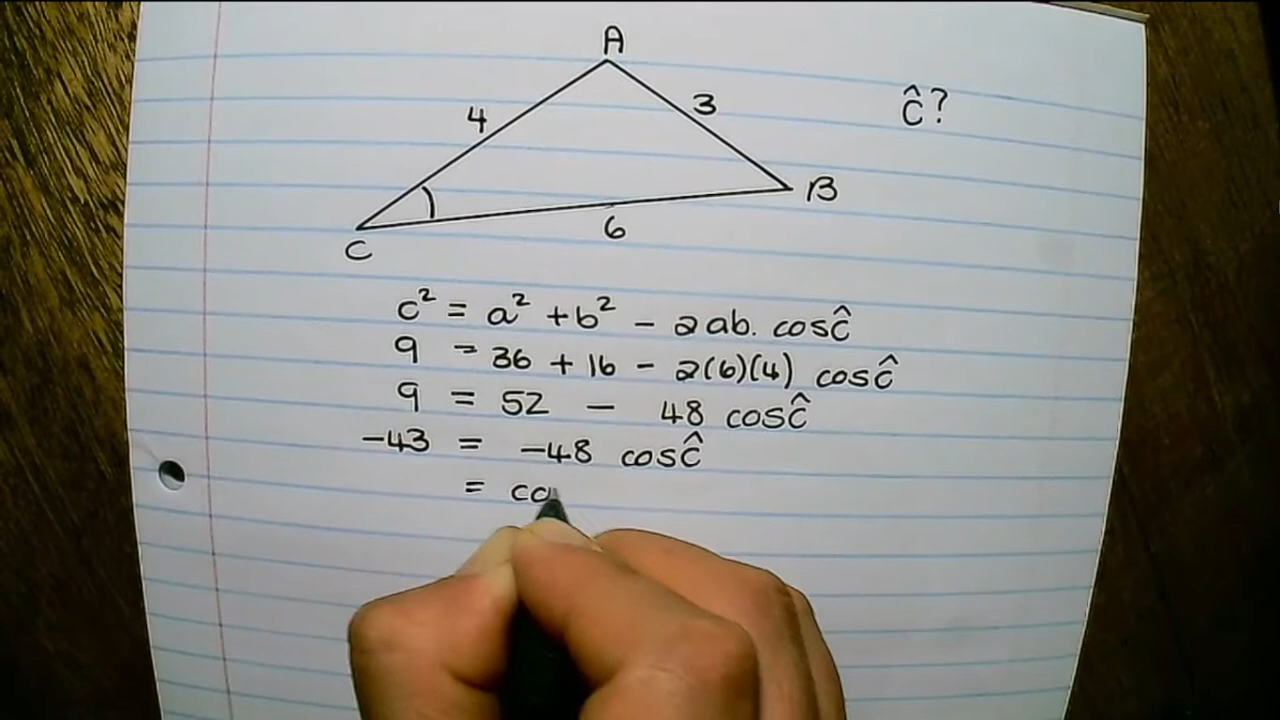 A
4
3
Ĉ?
B
6
C
c² = a² + b² - 2ab. cosĈ
9 = 36 + 16 - 2(6)(4) cosĈ
9 = 52 - 48 cosĈ
-43 = -48 cosĈ
= co